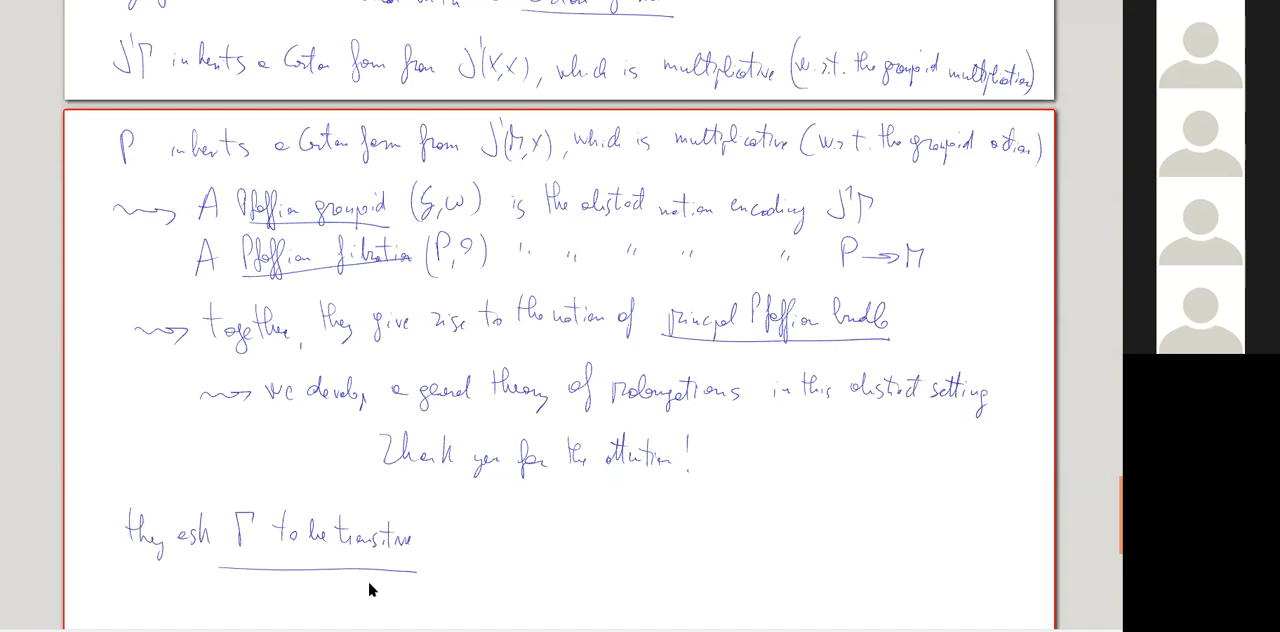 J¹Γ inherits a Cartan form from J¹(X,X), which is multiplicative (w.r.t. the groupoid multiplication)
P inherits a Cartan form from J¹(M,X), which is multiplicative (w.r.t. the groupoid action)
⇝ A Pfaffian groupoid (G,ω) is the abstract notion encoding J¹Γ
A Pfaffian fibration (P,θ) " " " " " P → M
⇝ together, they give rise to the notion of principal Pfaffian bundle
⇝ we develop a general theory of prolongations in this abstract setting
Thank you for the attention!
they ask Γ to be transitive